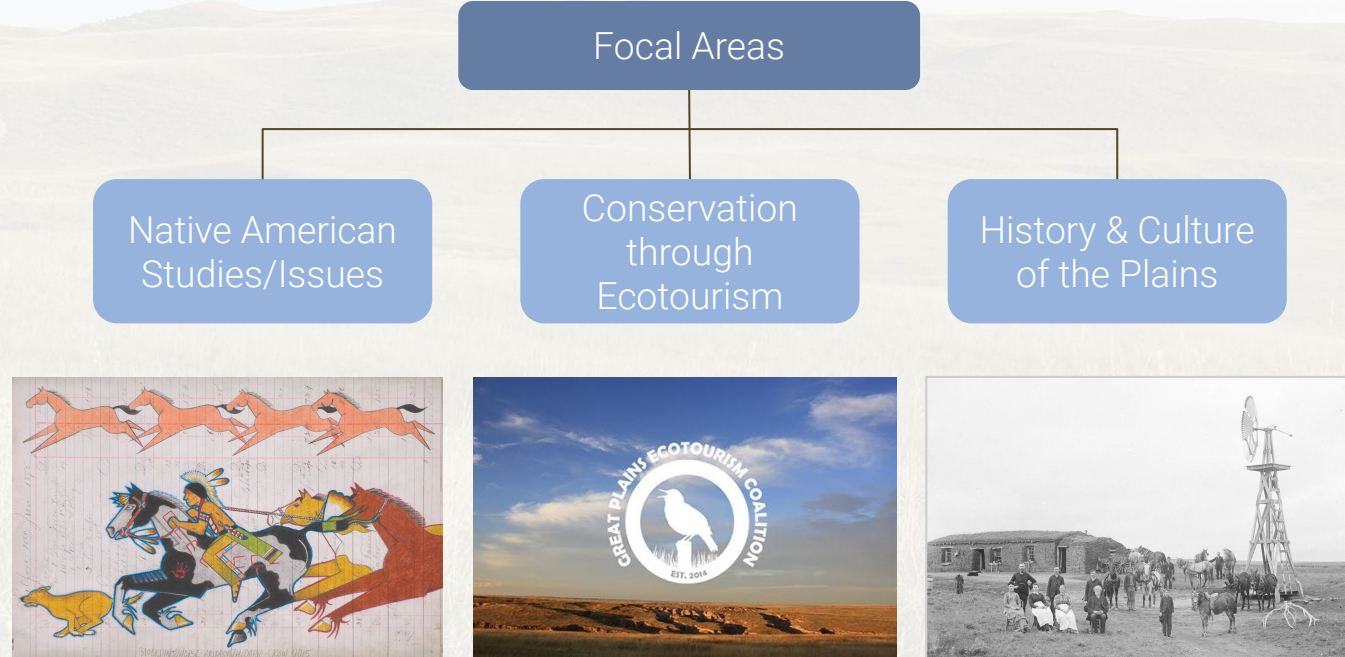 Focal Areas
Native American
Studies/Issues
Conservation
through
Ecotourism
History & Culture
of the Plains
GREAT PLAINS ECOTOURISM COALITION
EST. 2014